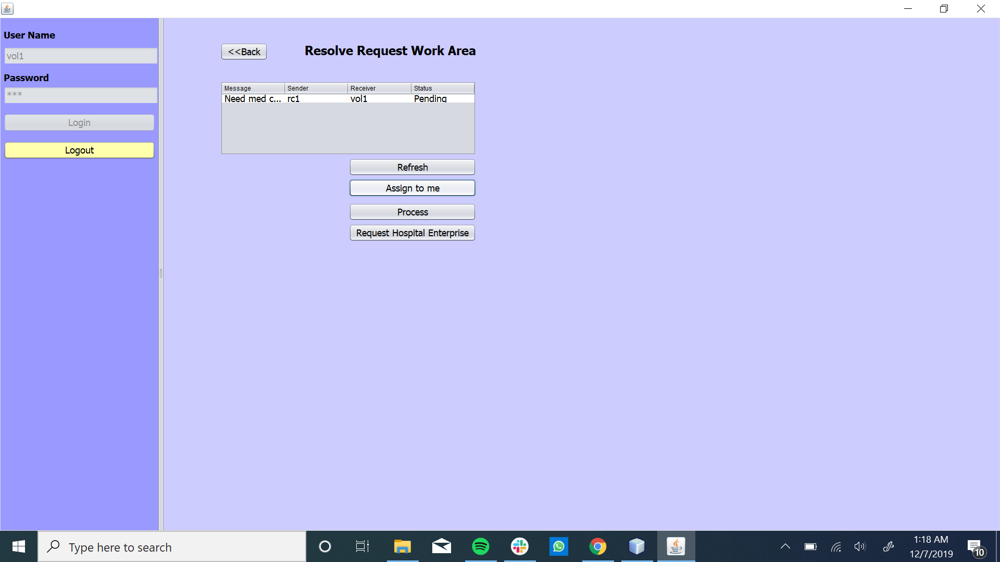 User Name
vol1
Password
***
Login
Logout
<<Back
Resolve Request Work Area
Message Sender Receiver Status
Need med c... rc1 vol1 Pending
Refresh
Assign to me
Process
Request Hospital Enterprise
Type here to search
1:18 AM
12/7/2019
10